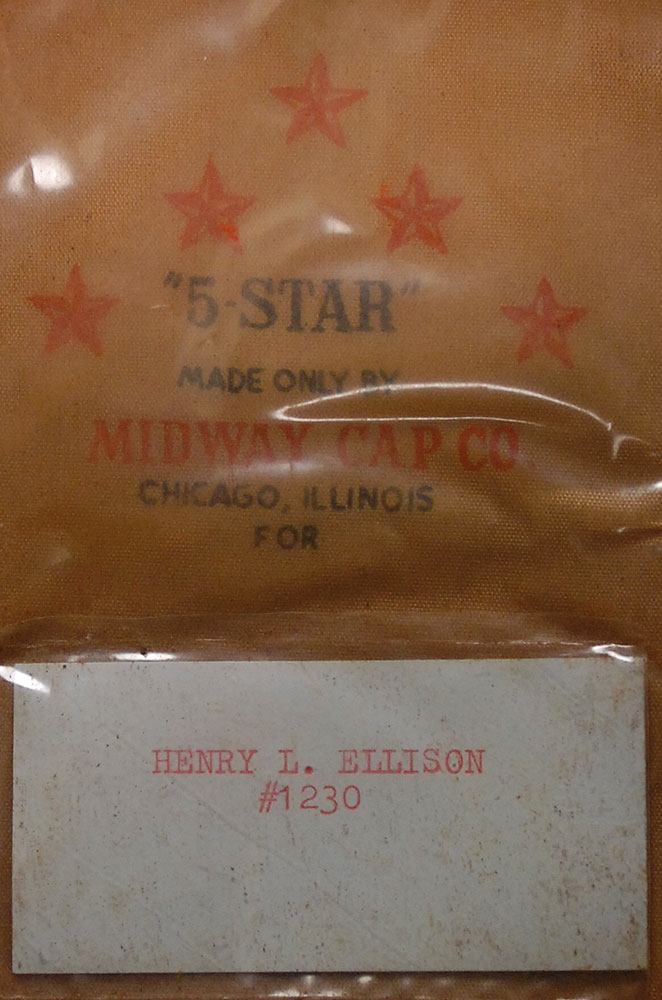 "5-STAR"
MADE ONLY BY
MIDWAY CAP CO.
CHICAGO, ILLINOIS
FOR
HENRY L. ELLISON
#1230